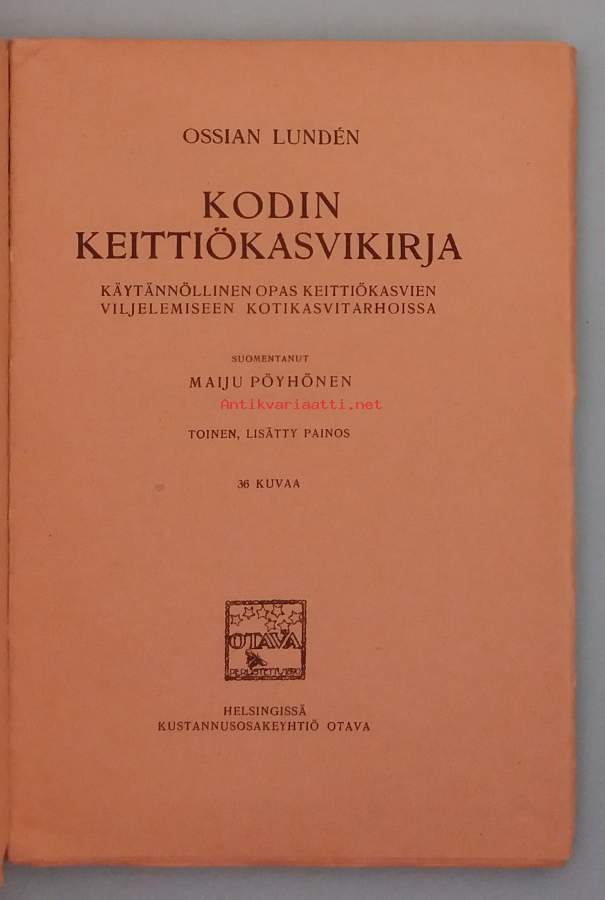 OSSIAN LUNDÉN
KODIN
KEITTIÖKASVIKIRJA
KÄYTÄNNÖLLINEN OPAS KEITTIÖKASVIEN
VILJELEMISEEN KOTIKASVITARHOISSA
SUOMENTANUT
MAIJU PÖYHÖNEN
Antikvariaatti.net
TOINEN, LISÄTTY PAINOS
36 KUVAA
OTAVA
HELSINGISSÄ
KUSTANNUSOSAKEYHTIÖ OTAVA